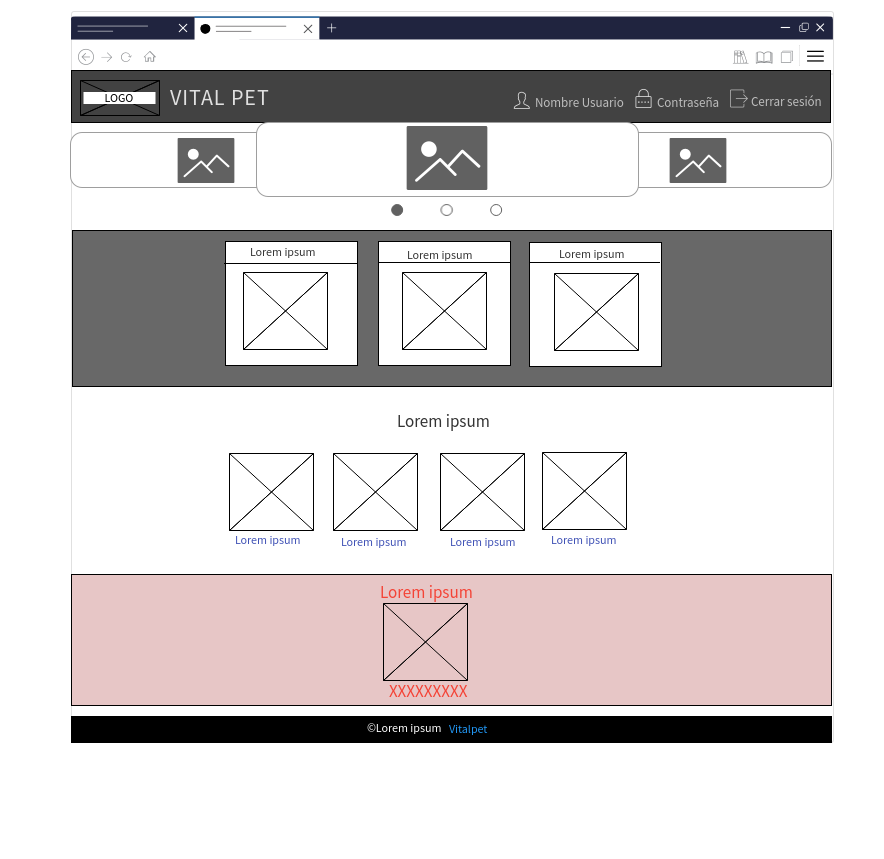 LOGO
VITAL PET
Nombre Usuario
Contraseña
Cerrar sesión
Lorem ipsum
Lorem ipsum
Lorem ipsum
Lorem ipsum
Lorem ipsum
Lorem ipsum
Lorem ipsum
Lorem ipsum
Lorem ipsum
XXXXXXXXX
©Lorem ipsum Vitalpet